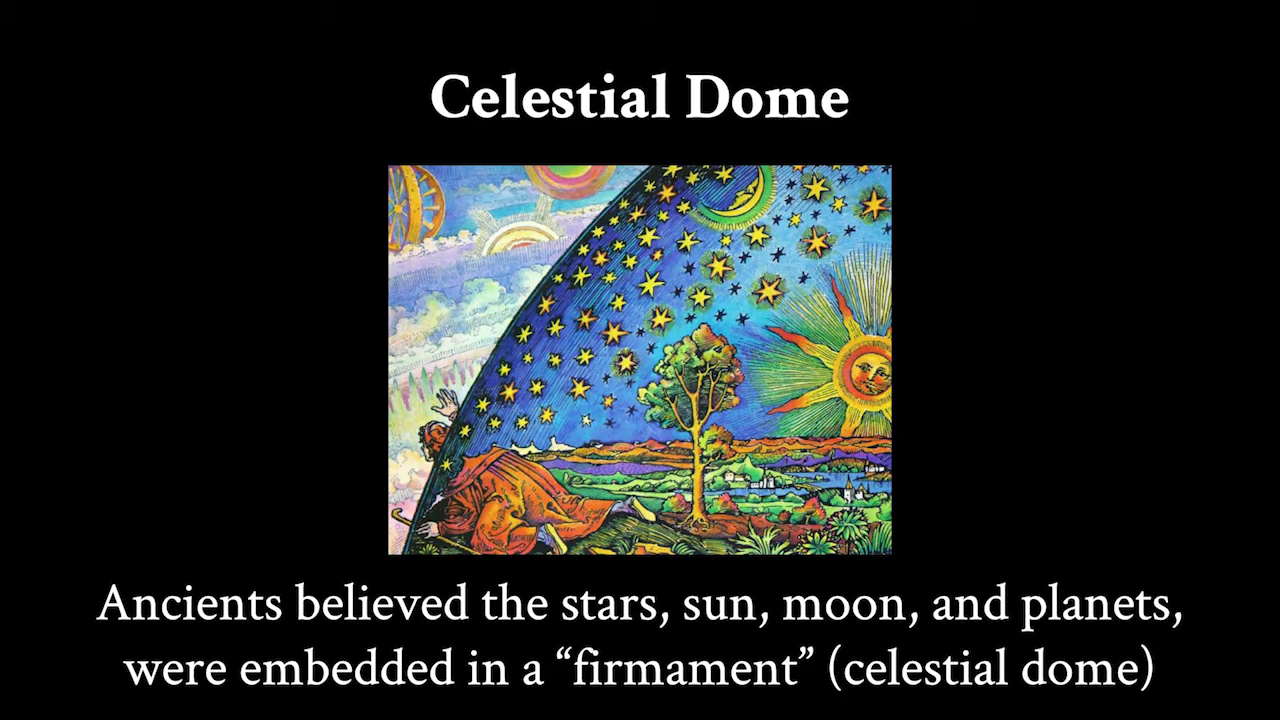 Celestial Dome
Ancients believed the stars, sun, moon, and planets,
were embedded in a “firmament” (celestial dome)